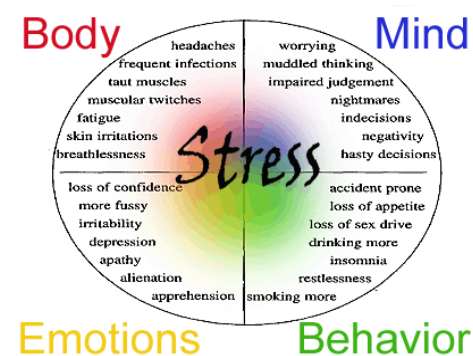 Body
Mind
headaches
frequent infections
taut muscles
muscular twitches
fatigue
skin irritations
breathlessness
worrying
muddled thinking
impaired judgement
nightmares
indecisions
negativity
hasty decisions
Stress
loss of confidence
more fussy
irritability
depression
apathy
alienation
apprehension
accident prone
loss of appetite
loss of sex drive
drinking more
insomnia
restlessness
smoking more
Emotions
Behavior